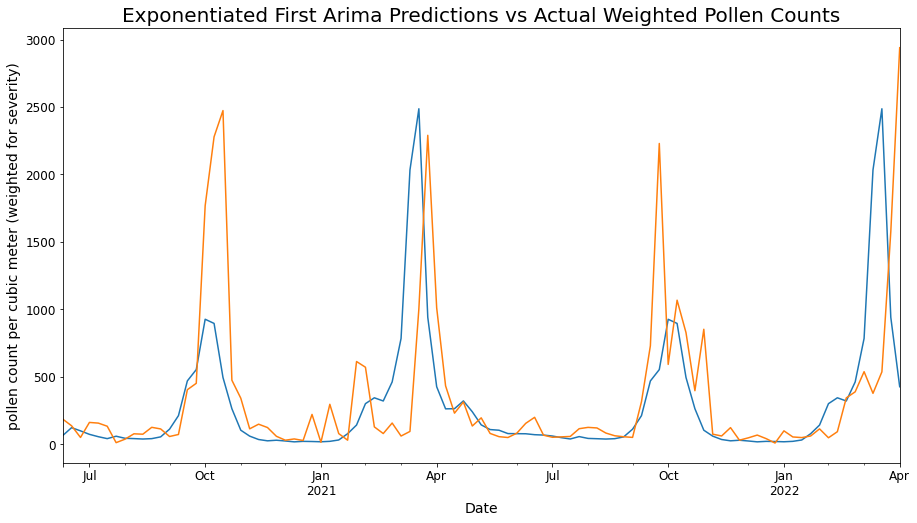 Exponentiated First Arima Predictions vs Actual Weighted Pollen Counts
pollen count per cubic meter (weighted for severity)
3000
2500
2000
1500
1000
500
0
Jul
Oct
Jan
2021
Apr
Jul
Oct
Jan
2022
Apr
Date